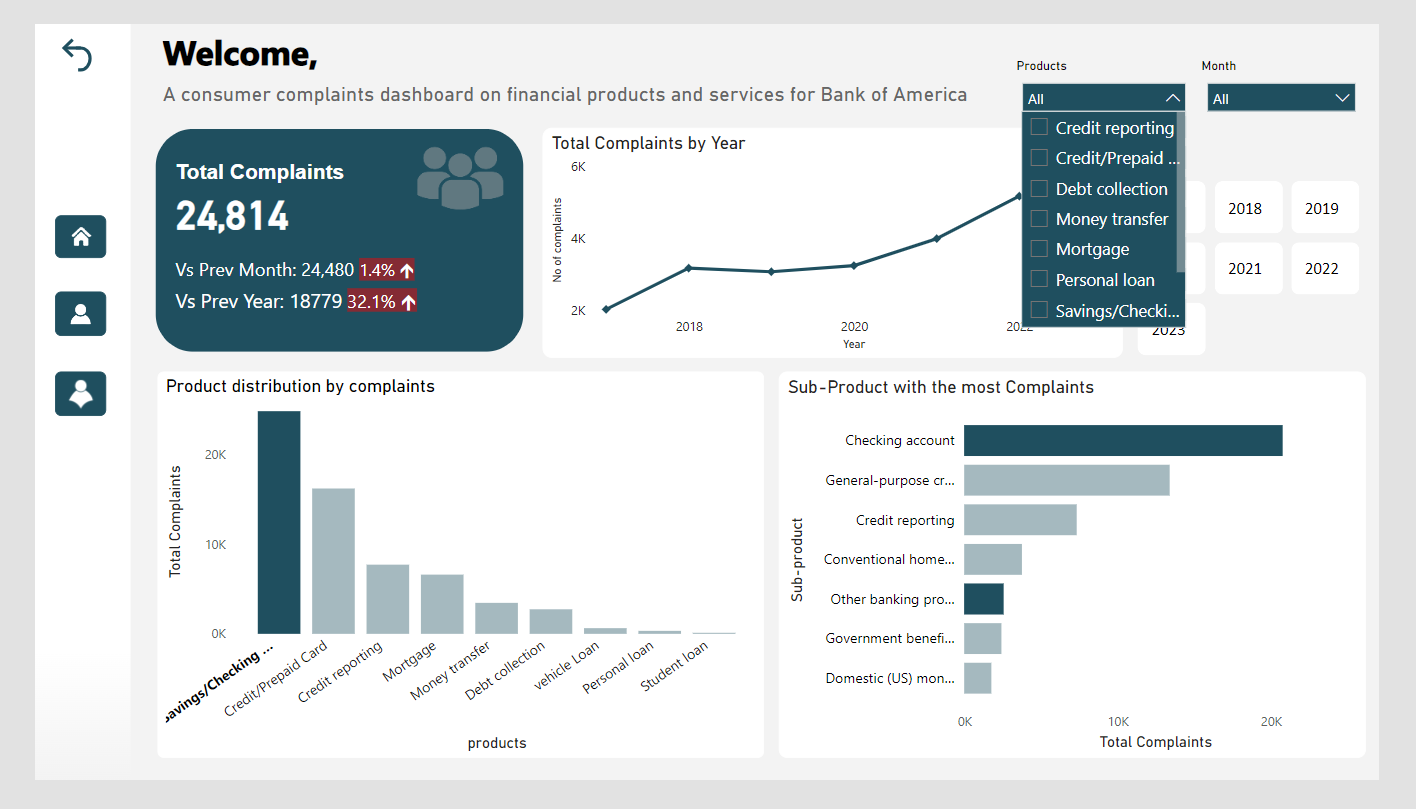 Welcome,
A consumer complaints dashboard on financial products and services for Bank of America
Products
All
Credit reporting
Credit/Prepaid ...
Debt collection
Money transfer
Mortgage
Personal loan
Savings/Checki...
Month
All
2018
2019
2021
2022
2023
Total Complaints
24,814
Vs Prev Month: 24,480 1.4%
Vs Prev Year: 18779 32.1%
Total Complaints by Year
No of complaints
6K
4K
2K
2018
2020
2022
Year
Product distribution by complaints
Total Complaints
20K
10K
0K
Savings/Checking ...
Credit/Prepaid Card
Credit reporting
Mortgage
Money transfer
Debt collection
vehicle Loan
Personal loan
Student loan
products
Sub-Product with the most Complaints
Sub-product
Checking account
General-purpose cr...
Credit reporting
Conventional home...
Other banking pro...
Government benefi...
Domestic (US) mon...
0K
10K
20K
Total Complaints